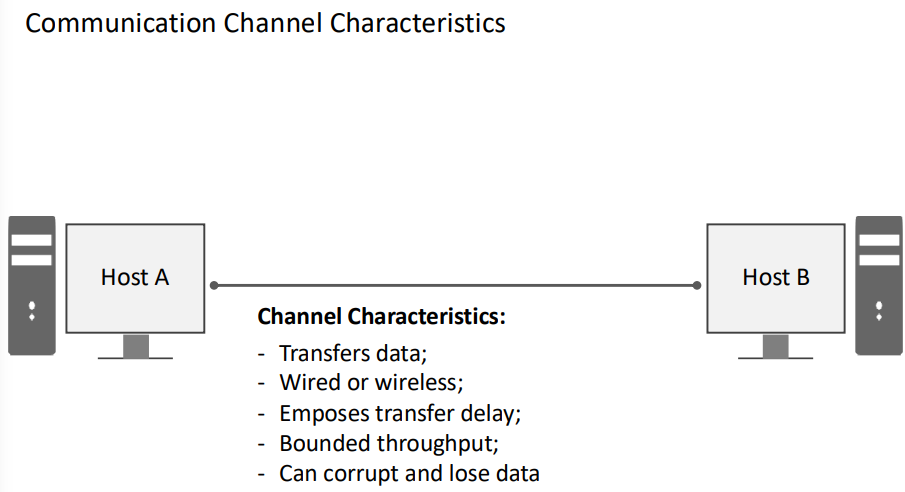 Communication Channel Characteristics
Host A
Host B
Channel Characteristics:
- Transfers data;
- Wired or wireless;
- Emposes transfer delay;
- Bounded throughput;
- Can corrupt and lose data